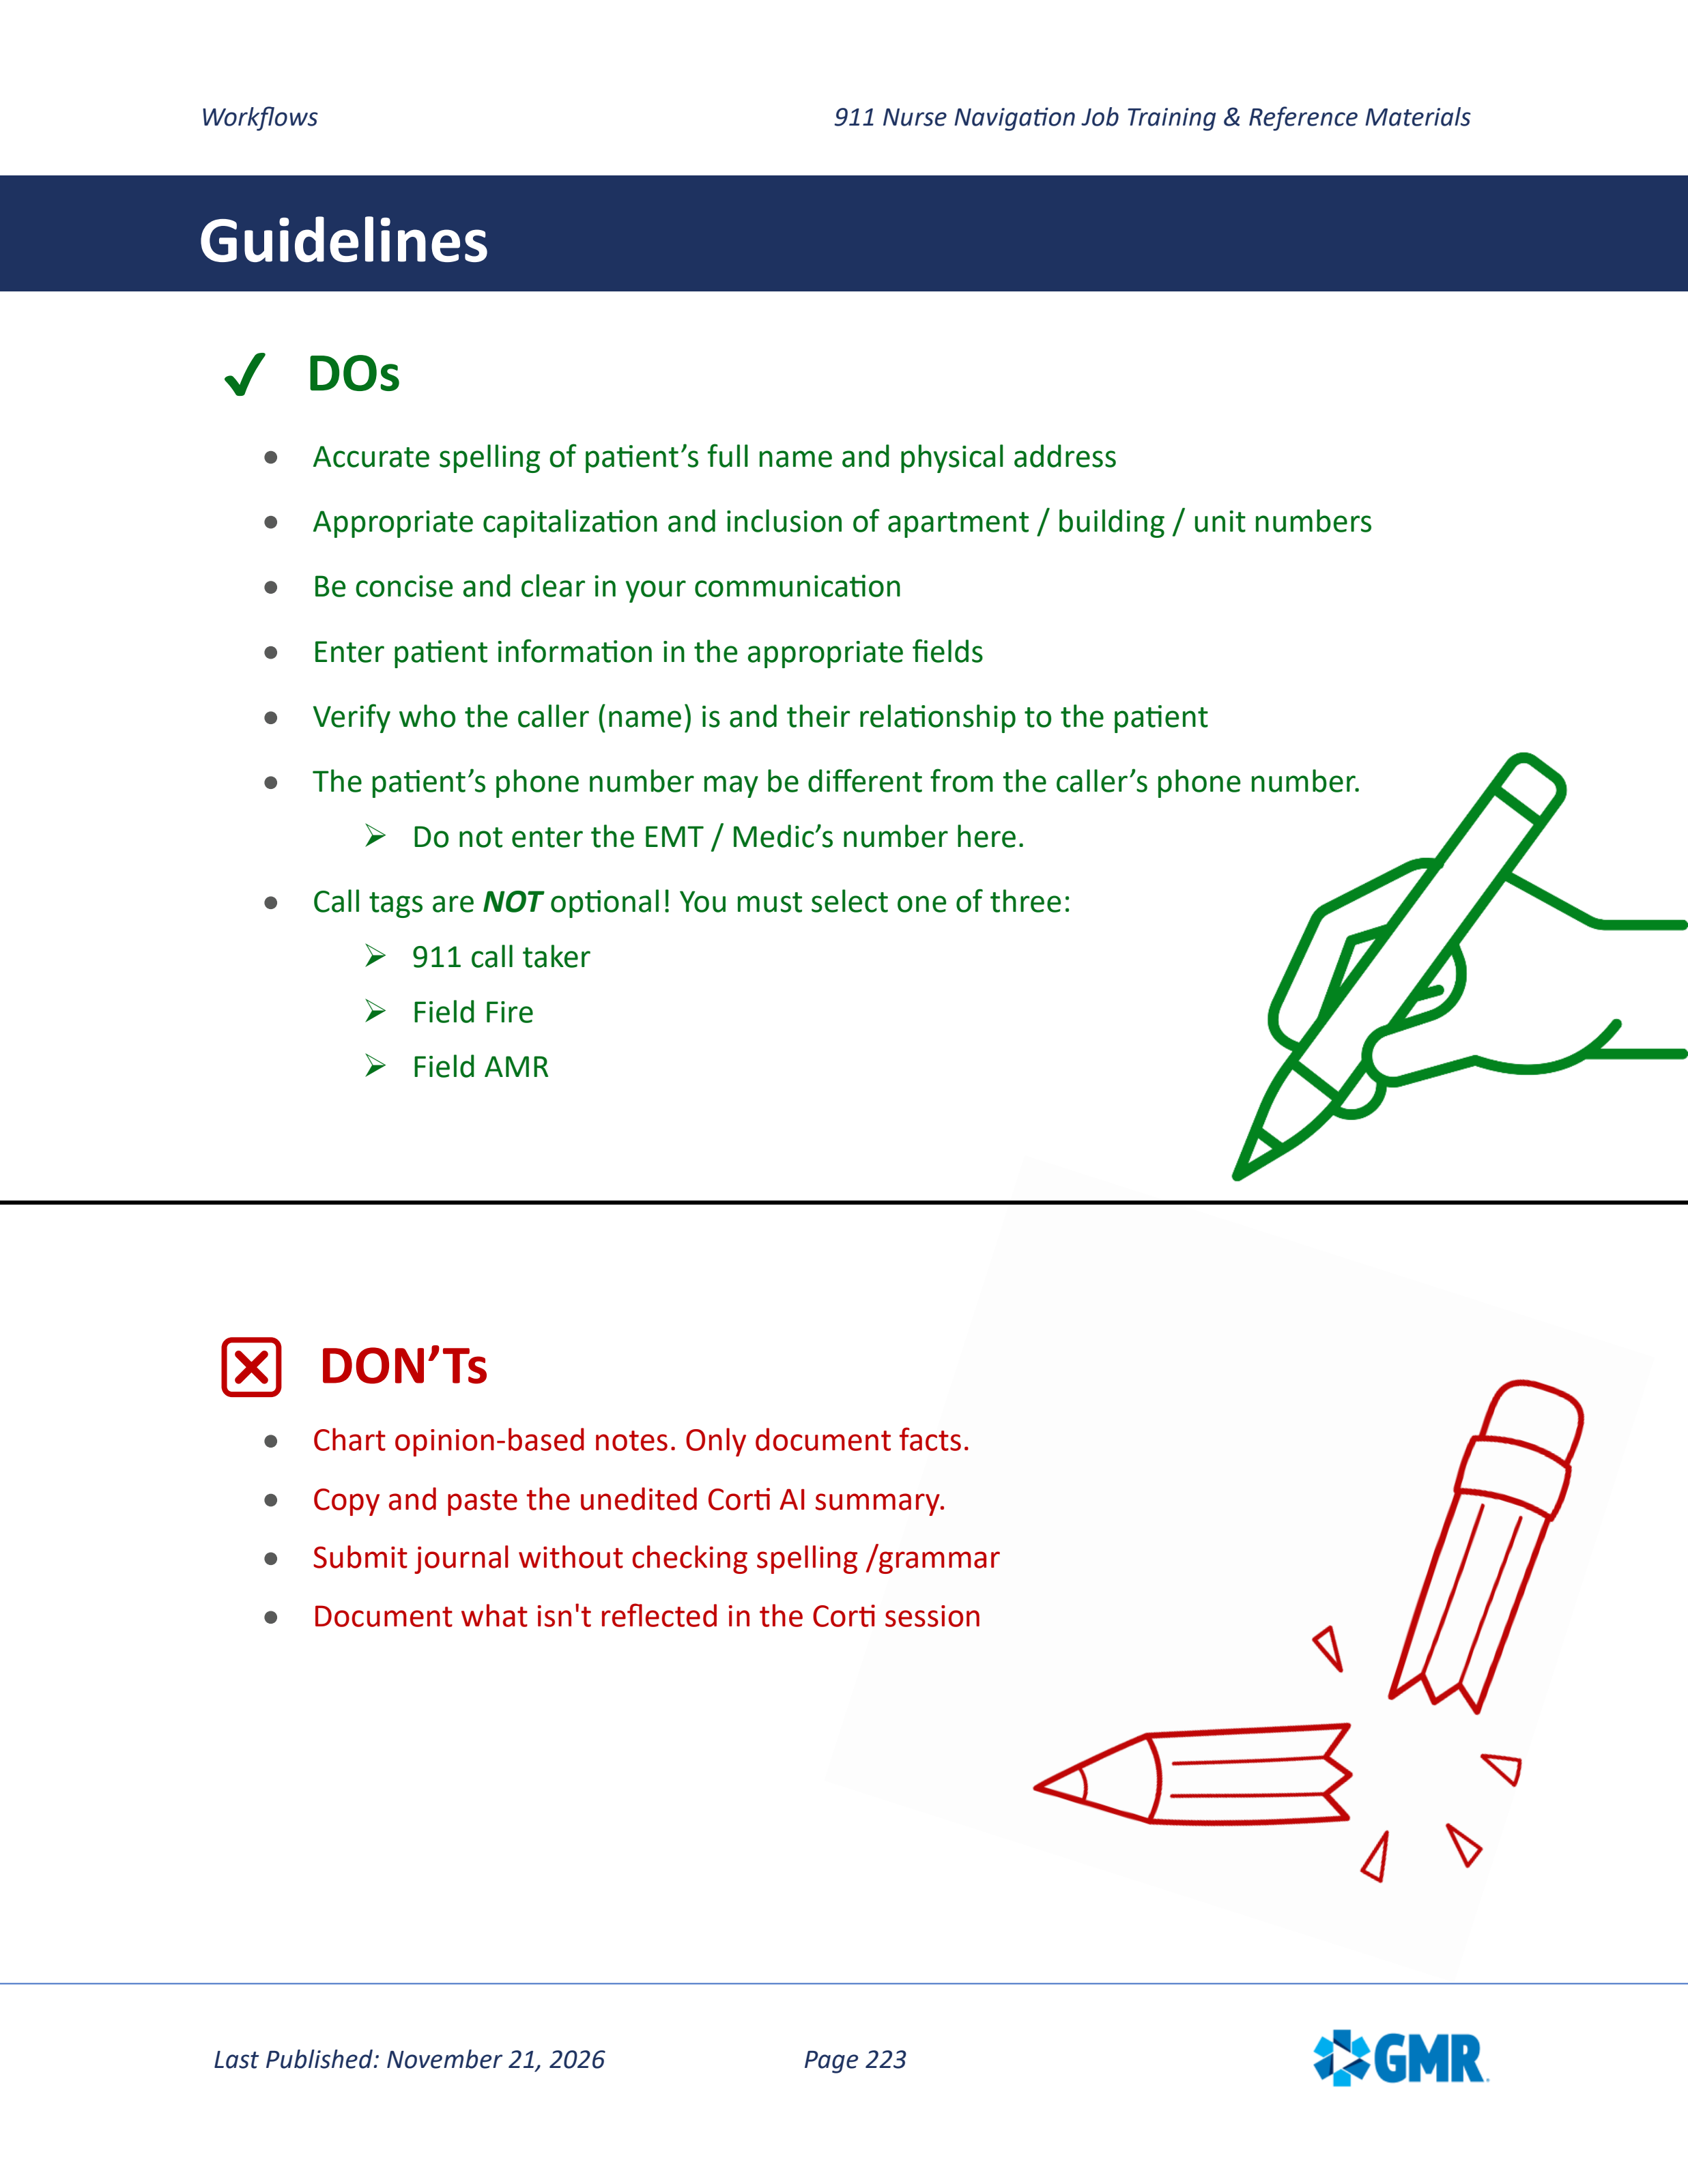 Workflows
911 Nurse Navigation Job Training & Reference Materials
Guidelines
DOs
Accurate spelling of patient’s full name and physical address
Appropriate capitalization and inclusion of apartment / building / unit numbers
Be concise and clear in your communication
Enter patient information in the appropriate fields
Verify who the caller (name) is and their relationship to the patient
The patient’s phone number may be different from the caller’s phone number.
Do not enter the EMT / Medic’s number here.
Call tags are NOT optional! You must select one of three:
911 call taker
Field Fire
Field AMR
DON’Ts
Chart opinion-based notes. Only document facts.
Copy and paste the unedited Corti AI summary.
Submit journal without checking spelling /grammar
Document what isn't reflected in the Corti session
Last Published: November 21, 2026
Page 223
GMR